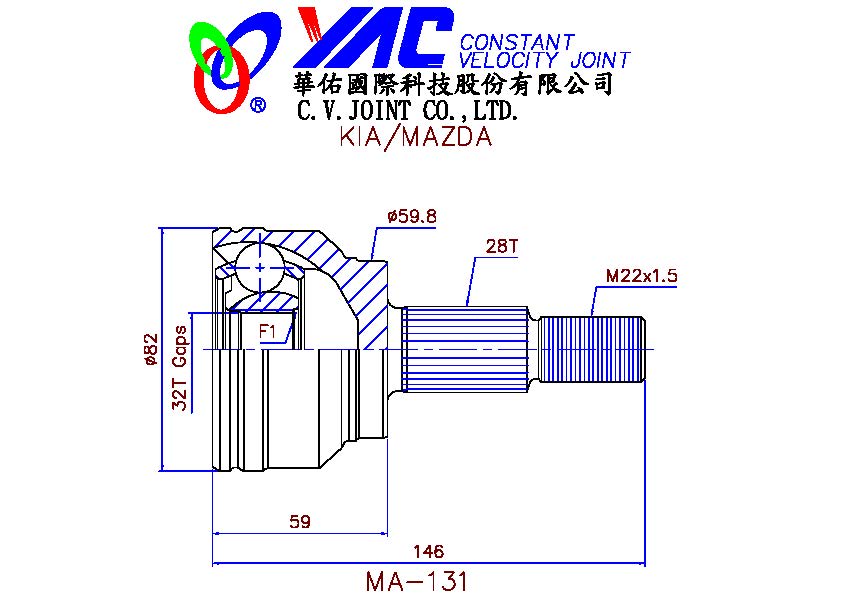 YAC CONSTANT
VELOCITY JOINT
華佑國際科技股份有限公司
®
C.V.JOINT CO.,LTD.
KIA/MAZDA
ø59.8
28T
M22x1.5
F1
ø82
32T Gaps
59
146
MA-131